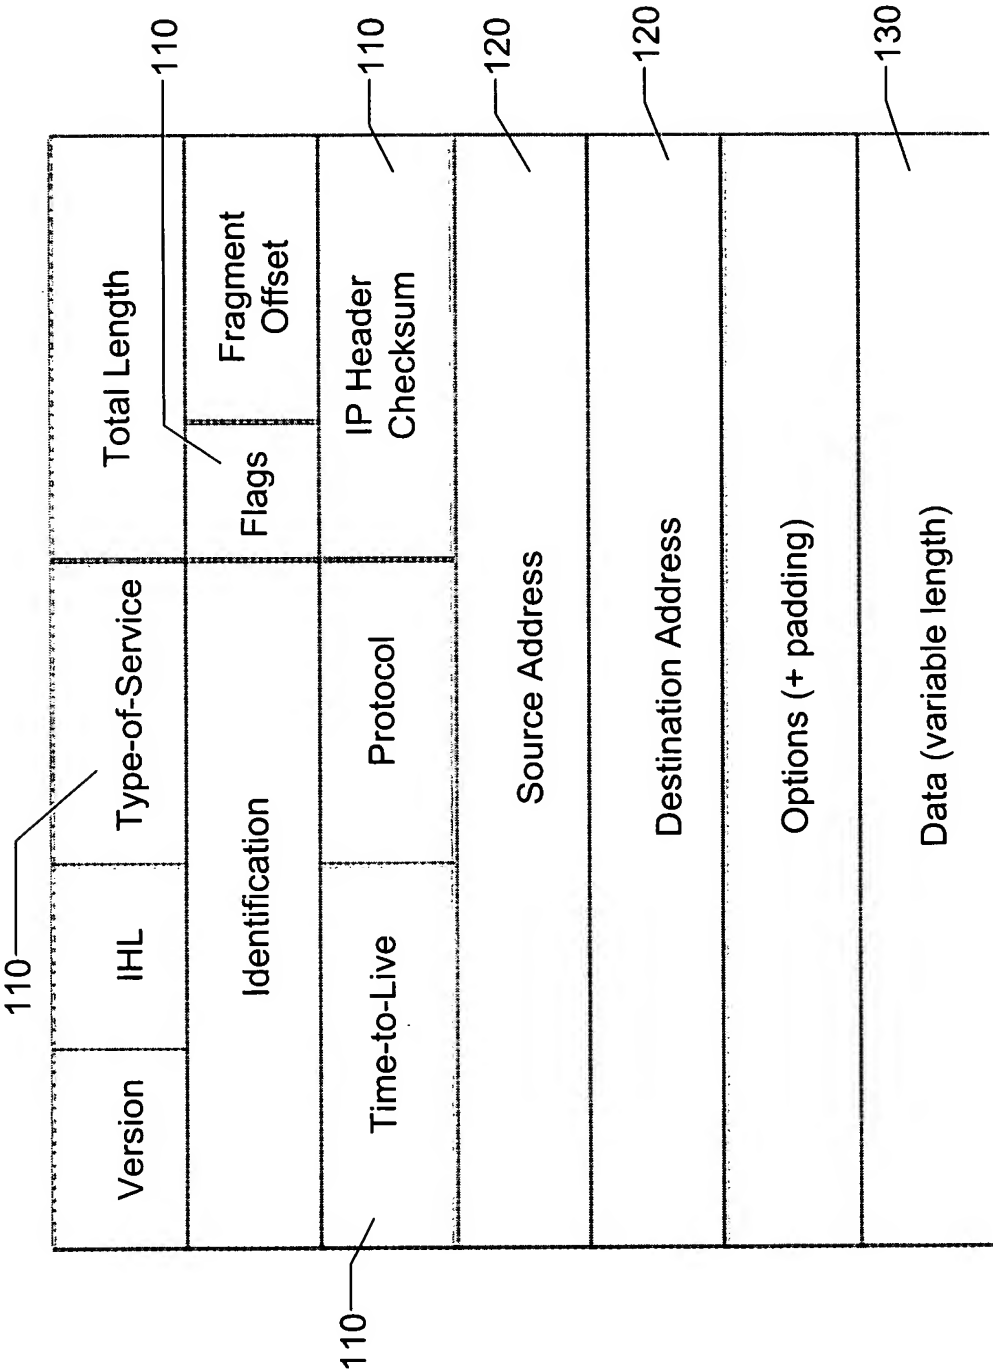 110
110
Version
IHL
Type-of-Service
Total Length
Identification
Flags
Fragment
Offset
110
Time-to-Live
Protocol
IP Header
Checksum
110
Source Address
120
Destination Address
120
Options (+ padding)
Data (variable length)
130